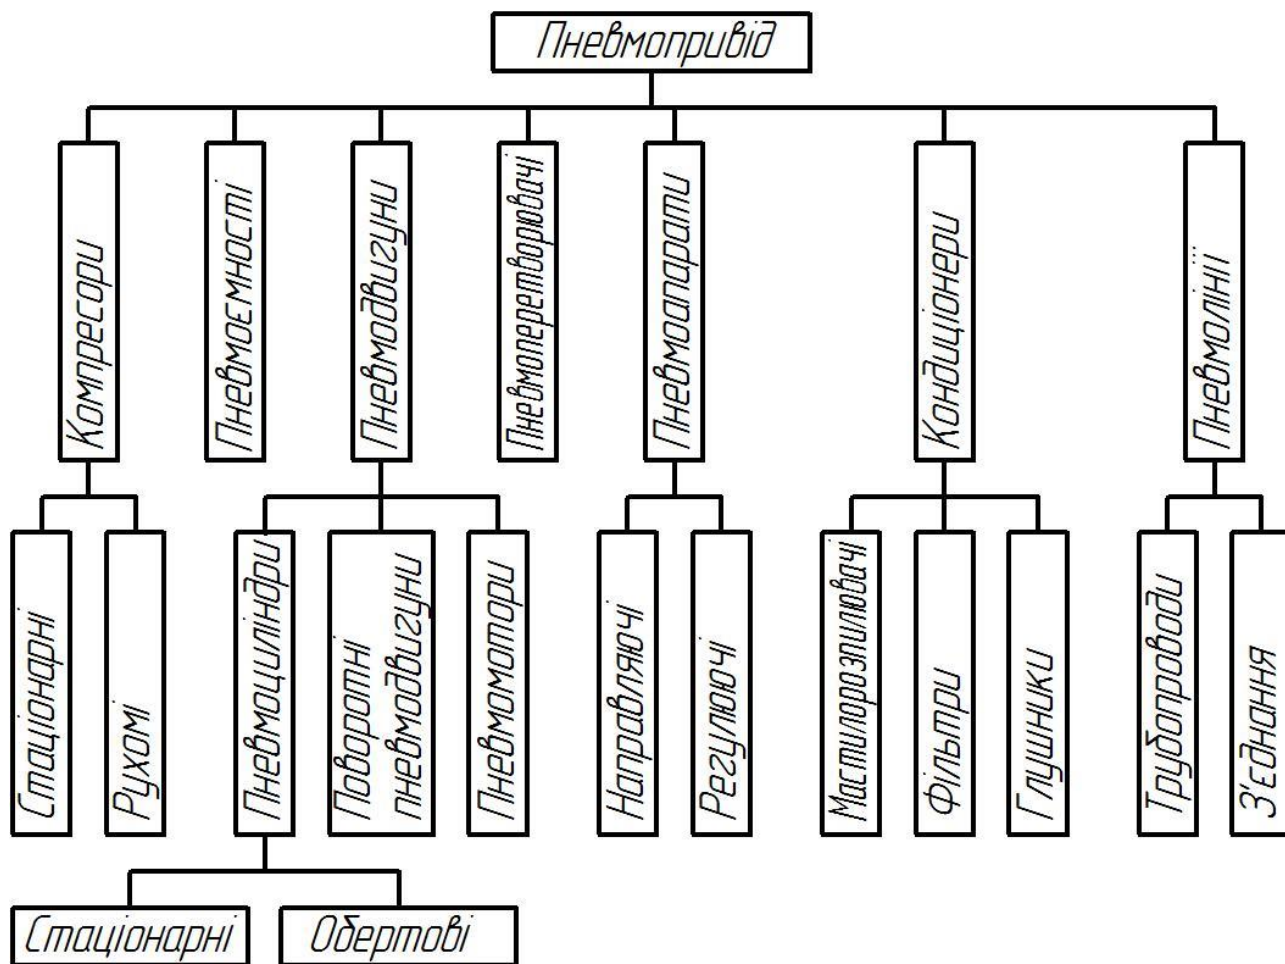 Пневмопривід
Компресори
Пневмоємності
Пневмодвигуни
Пневмоперетворювачі
Пневмоапарати
Кондиціонери
Пневмолінії
Стаціонарні
Рухомі
Пневмоциліндри
Поворотні
пневмодвигуни
Пневмомотори
Направляючі
Регулюючі
Мастилорозпилювачі
Фільтри
Глушники
Трубопроводи
З'єднання
Стаціонарні
Обертові